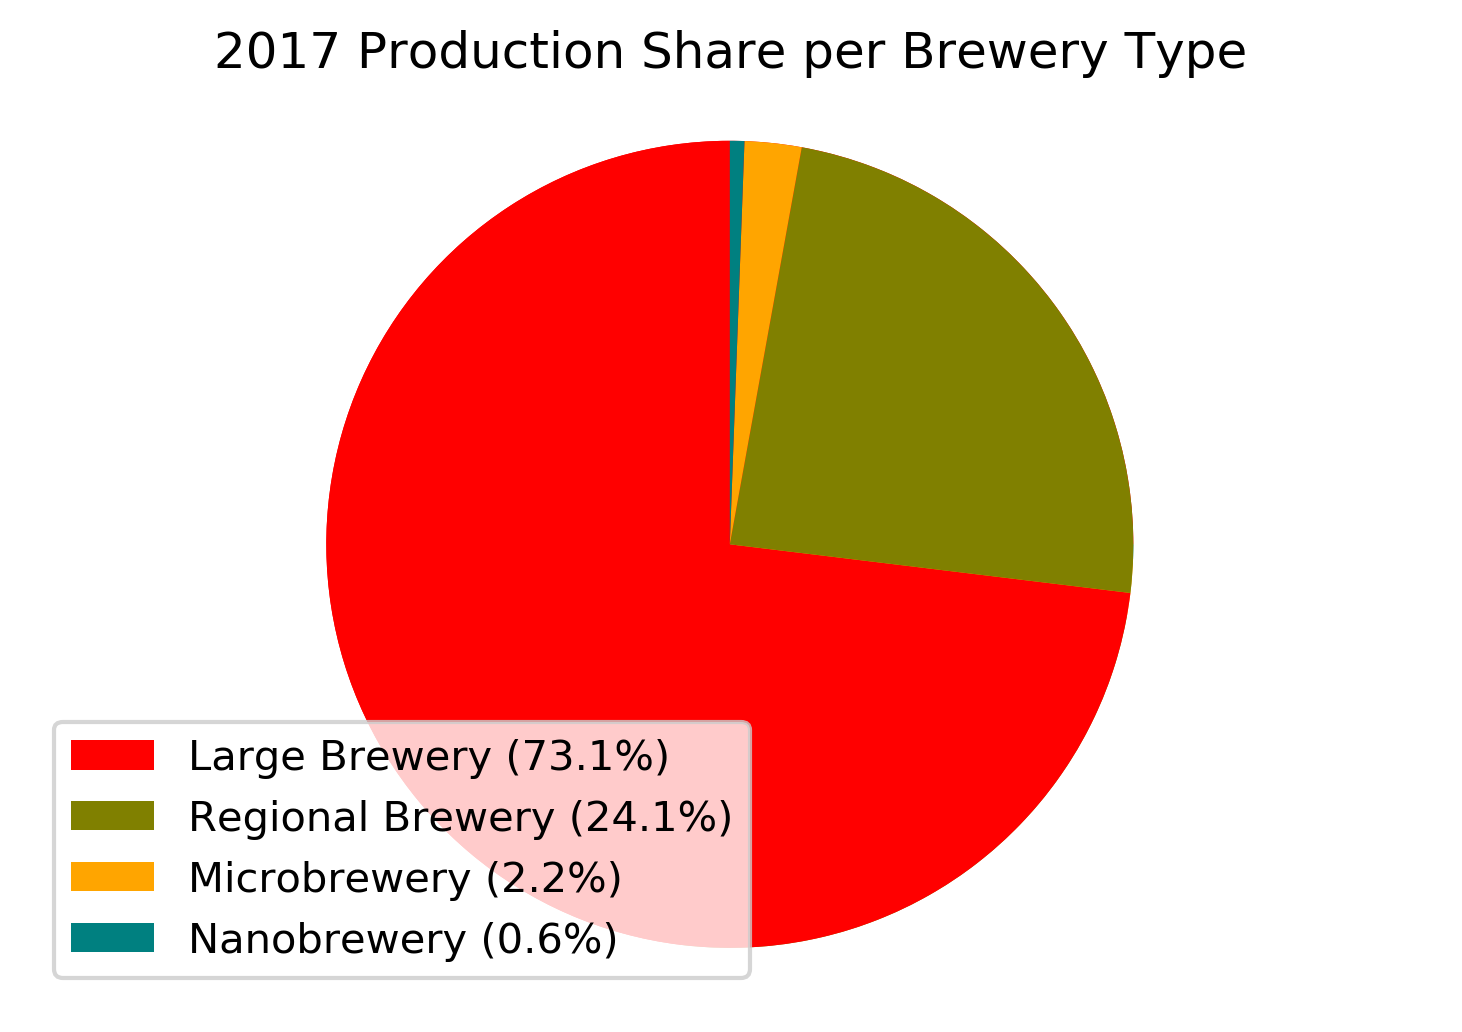 2017 Production Share per Brewery Type
Large Brewery (73.1%)
Regional Brewery (24.1%)
Microbrewery (2.2%)
Nanobrewery (0.6%)